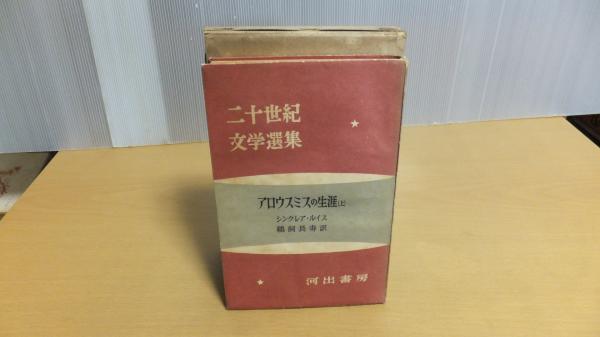 二十世紀
文学選集
アロウスミスの生涯(上)
シンクレア・ルイス
鵜飼長寿訳
河出書房